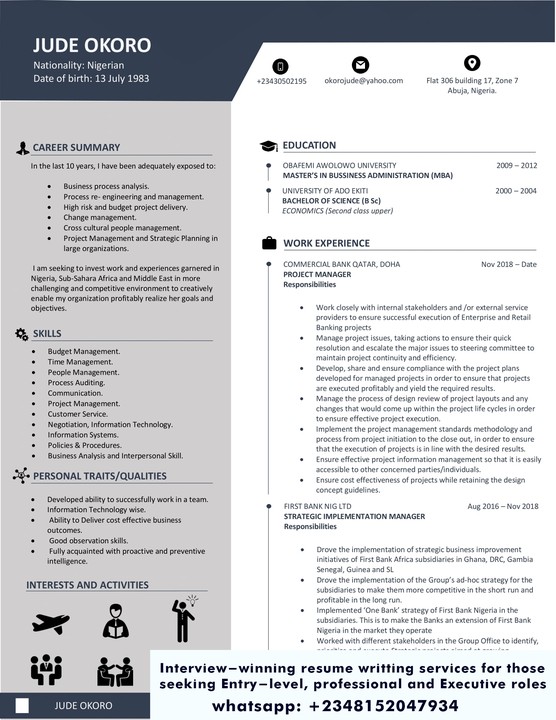 JUDE OKORO
Nationality: Nigerian
Date of birth: 13 July 1983
+23430502195
okorojude@yahoo.com
Flat 306 building 17, Zone 7
Abuja, Nigeria.
CAREER SUMMARY
In the last 10 years, I have been adequately exposed to:
• Business process analysis.
• Process re- engineering and management.
• High risk and budget project delivery.
• Change management.
• Cross cultural people management.
• Project Management and Strategic Planning in
large organizations.
I am seeking to invest work and experiences garnered in
Nigeria, Sub-Sahara Africa and Middle East in more
challenging and competitive environment to creatively
enable my organization profitably realize her goals and
objectives.
SKILLS
• Budget Management.
• Time Management.
• People Management.
• Process Auditing.
• Communication.
• Project Management.
• Customer Service.
• Negotiation, Information Technology.
• Information Systems.
• Policies & Procedures.
• Business Analysis and Interpersonal Skill.
PERSONAL TRAITS/QUALITIES
• Developed ability to successfully work in a team.
• Information Technology wise.
• Ability to Deliver cost effective business
outcomes.
• Good observation skills.
• Fully acquainted with proactive and preventive
intelligence.
INTERESTS AND ACTIVITIES
JUDE OKORO
EDUCATION
OBAFEMI AWOLOWO UNIVERSITY 2009 – 2012
MASTER'S IN BUSSINESS ADMINISTRATION (MBA)
UNIVERSITY OF ADO EKITI 2000 – 2004
BACHELOR OF SCIENCE (B Sc)
ECONOMICS (Second class upper)
WORK EXPERIENCE
COMMERCIAL BANK QATAR, DOHA Nov 2018 – Date
PROJECT MANAGER
Responsibilities
• Work closely with internal stakeholders and /or external service
providers to ensure successful execution of Enterprise and Retail
Banking projects
• Manage project issues, taking actions to ensure their quick
resolution and escalate the major issues to steering committee to
maintain project continuity and efficiency.
• Develop, share and ensure compliance with the project plans
developed for managed projects in order to ensure that projects
are executed profitably and yield the required results.
• Manage the process of design review of project layouts and any
changes that would come up within the project life cycles in order
to ensure effective project execution.
• Implement the project management standards methodology and
process from project initiation to the close out, in order to ensure
that the execution of projects is in line with the desired results.
• Ensure effective project information management so that it is easily
accessible to other concerned parties/individuals.
• Ensure cost effectiveness of projects while retaining the design
concept guidelines.
FIRST BANK NIG LTD Aug 2016 – Nov 2018
STRATEGIC IMPLEMENTATION MANAGER
Responsibilities
• Drove the implementation of strategic business improvement
initiatives of First Bank Africa subsidiaries in Ghana, DRC, Gambia
Senegal, Guinea and SL
• Drove the implementation of the Group's ad-hoc strategy for the
subsidiaries to make them more competitive in the short run and
profitable in the long run.
• Implemented 'One Bank' strategy of First Bank Nigeria in the
subsidiaries. This is to make the Banks an extension of First Bank
Nigeria in the market they operate
• Worked with different stakeholders in the Group Office to identify,
Interview–winning resume writting services for those
seeking Entry–level, professional and Executive roles
whatsapp: +2348152047934